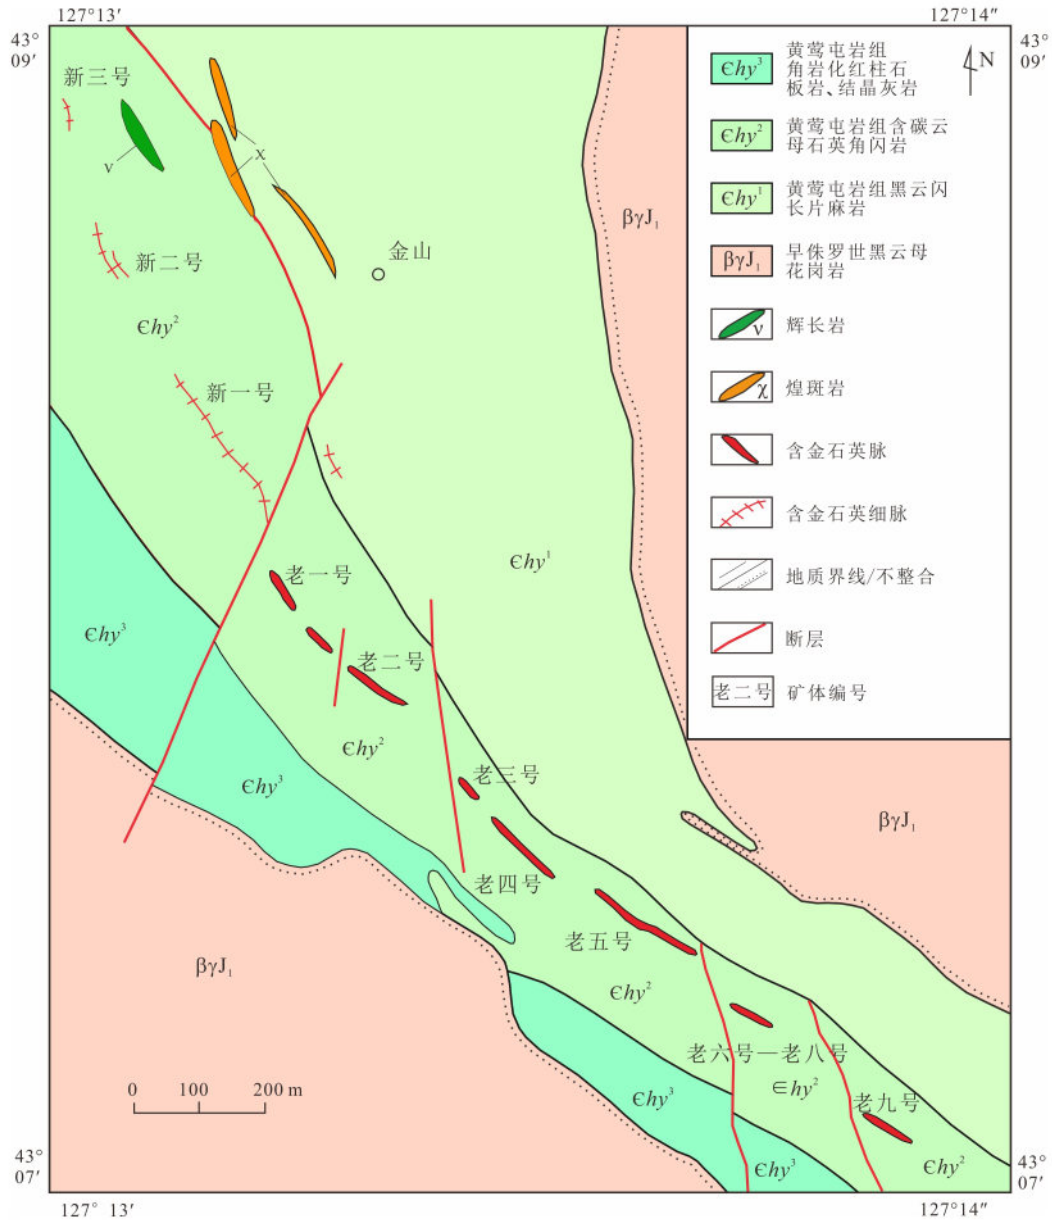 127°13′
127°14″
43°
09′
43°
09′
新三号
ν
x
新二号
金山
Єhy²
新一号
βγJ₁
Єhy³
黄莺屯岩组
角岩化红柱石
板岩、结晶灰岩
N
Єhy²
黄莺屯岩组含碳云
母石英角闪岩
Єhy¹
黄莺屯岩组黑云闪
长片麻岩
βγJ₁
早侏罗世黑云母
花岗岩
ν
辉长岩
χ
煌斑岩
含金石英脉
含金石英细脉
地质界线/不整合
断层
老二号
矿体编号
Єhy¹
老一号
Єhy³
老二号
Єhy²
老三号
Єhy³
βγJ₁
老四号
老五号
βγJ₁
Єhy²
老六号—老八号
∈hy²
老九号
0 100 200 m
Єhy³
Єhy³
Єhy²
43°
07′
43°
07′
127° 13′
127°14″